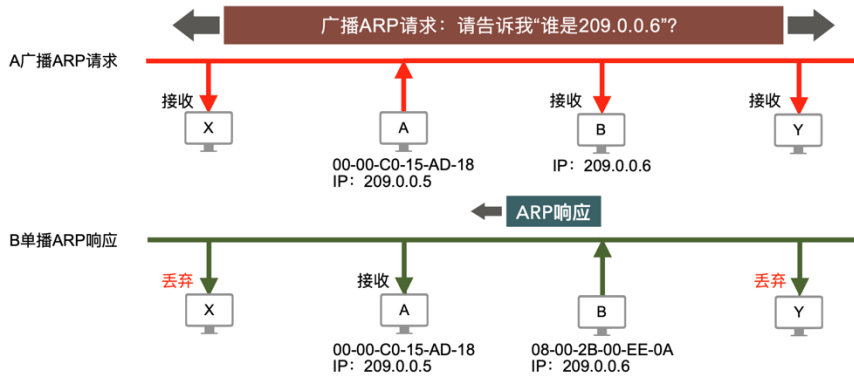 广播ARP请求：请告诉我“谁是209.0.0.6”?
A广播ARP请求
接收 接收 接收
X A B Y
00-00-C0-15-AD-18
IP：209.0.0.5
IP：209.0.0.6
ARP响应
B单播ARP响应
丢弃 接收 丢弃
X A B Y
00-00-C0-15-AD-18 08-00-2B-00-EE-0A
IP：209.0.0.5 IP：209.0.0.6